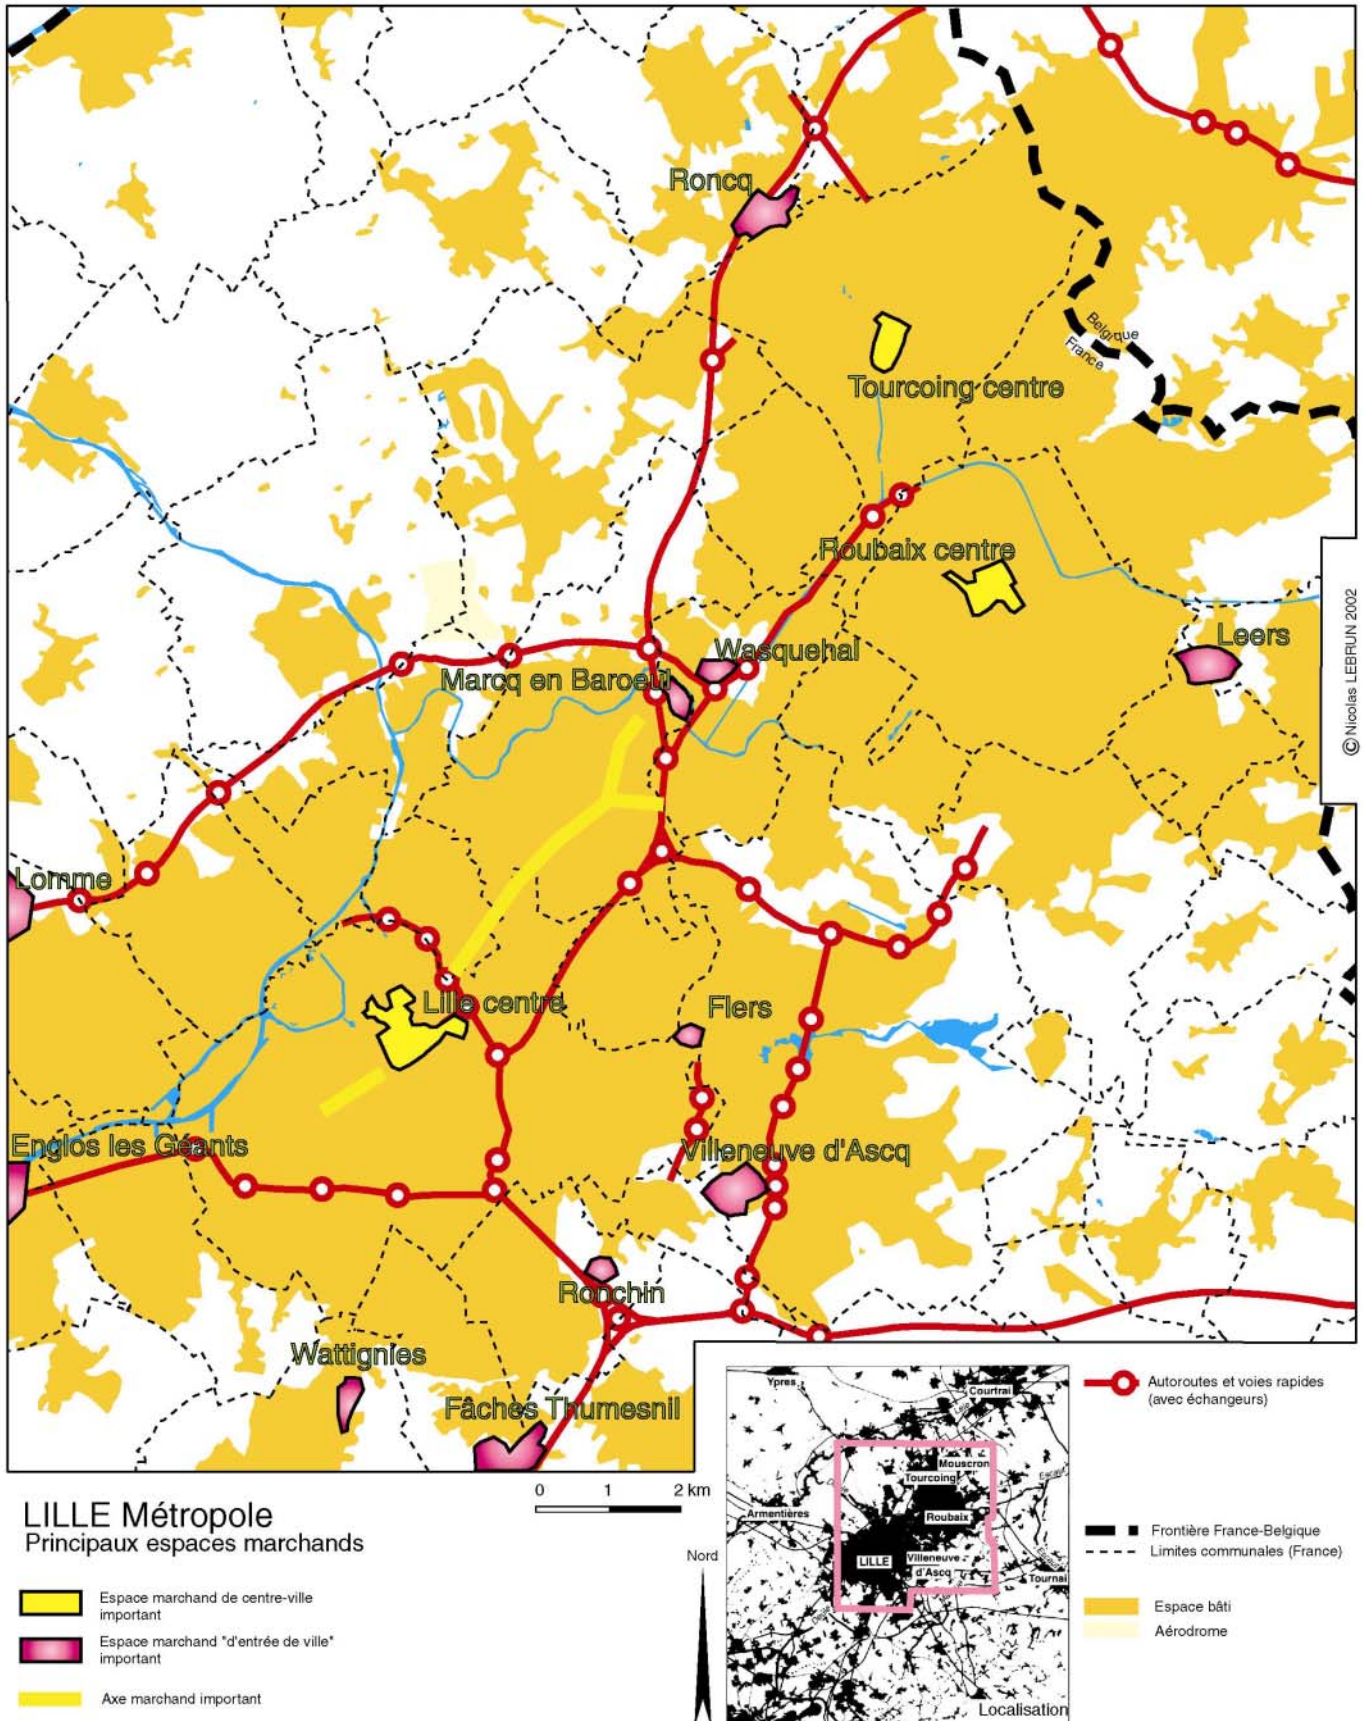 Roncq
Belgique
France
Tourcoing centre
Roubaix centre
Leers
Wasquehal
Marcq en Baroeul
© Nicolas LEBRUN 2002
Lomme
Lille centre
Flers
Englos les Géants
Villeneuve d'Ascq
Ronchin
Wattignies
Fâches Thumesnil
LILLE Métropole
Principaux espaces marchands
0 1 2 km
Nord
Espace marchand de centre-ville
important
Espace marchand "d'entrée de ville"
important
Axe marchand important
Ypres
Courtrai
Mouscron
Tourcoing
Armentières
Roubaix
LILLE
Villeneuve
d'Ascq
Tournai
Localisation
Autoroutes et voies rapides
(avec échangeurs)
Frontière France-Belgique
Limites communales (France)
Espace bâti
Aérodrome